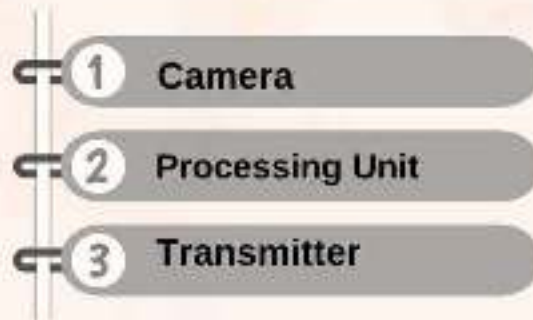 1 Camera
2 Processing Unit
3 Transmitter